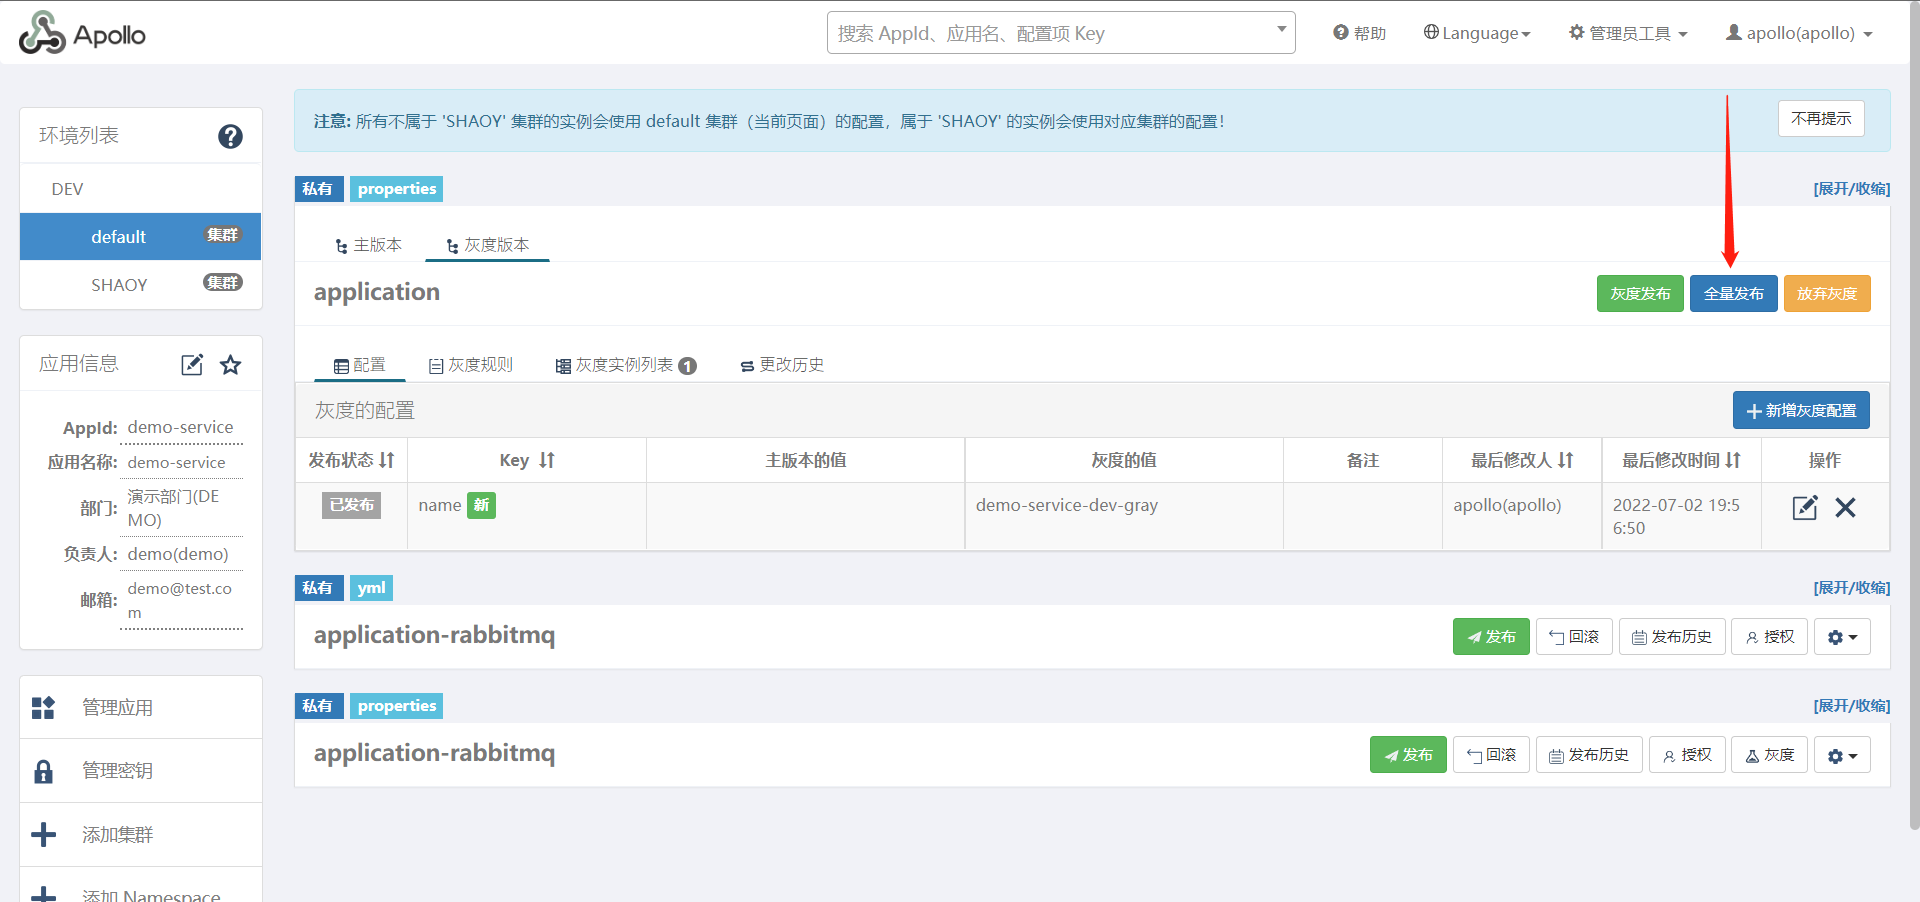 Apollo
搜索 AppId、应用名、配置项 Key
帮助
Language
管理员工具
apollo(apollo)
环境列表
DEV
default 集群
SHAOY 集群
应用信息
AppId: demo-service
应用名称: demo-service
部门: 演示部门(DE
MO)
负责人: demo(demo)
邮箱: demo@test.co
m
管理应用
管理密钥
添加集群
添加 Namespace
注意: 所有不属于 'SHAOY' 集群的实例会使用 default 集群（当前页面）的配置，属于 'SHAOY' 的实例会使用对应集群的配置！
不再提示
私有 properties [展开/收缩]
主版本 灰度版本
application 灰度发布 全量发布 放弃灰度
配置 灰度规则 灰度实例列表 1 更改历史
灰度的配置 新增灰度配置
发布状态 Key 主版本的值 灰度的值 备注 最后修改人 最后修改时间 操作
已发布 name 新 demo-service-dev-gray apollo(apollo) 2022-07-02 19:5
6:50
私有 yml [展开/收缩]
application-rabbitmq 发布 回滚 发布历史 授权
私有 properties [展开/收缩]
application-rabbitmq 发布 回滚 发布历史 授权 灰度